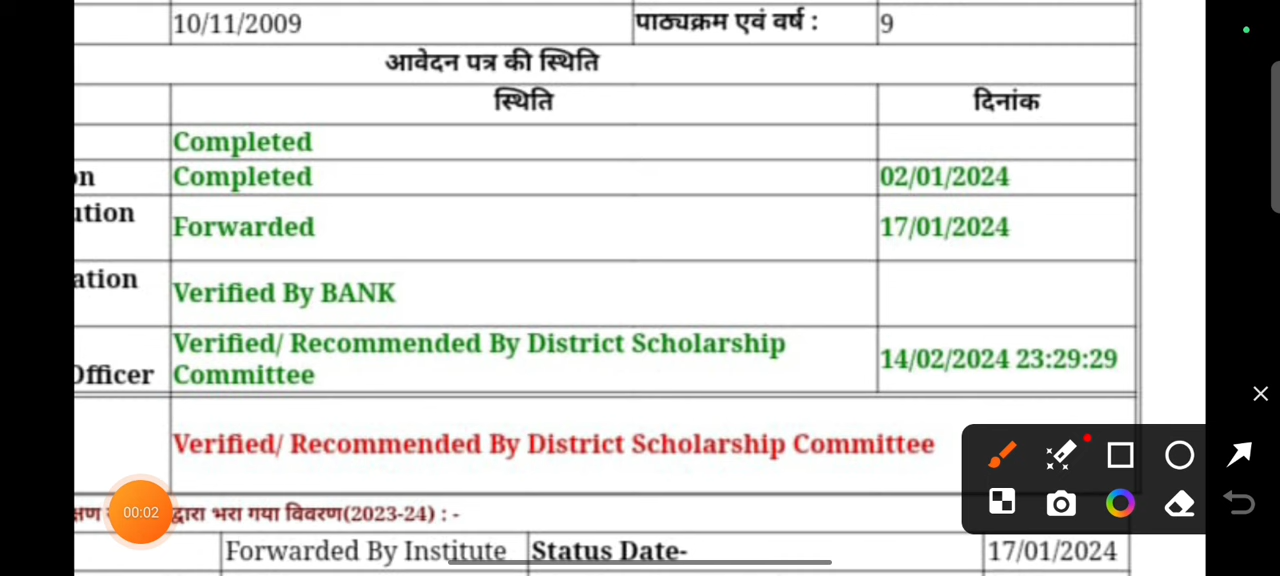 10/11/2009 पाठ्यक्रम एवं वर्ष : 9
आवेदन पत्र की स्थिति
स्थिति दिनांक
Completed
on Completed 02/01/2024
ution
Forwarded 17/01/2024
ation
Verified By BANK
Verified/ Recommended By District Scholarship
Officer Committee 14/02/2024 23:29:29
Verified/ Recommended By District Scholarship Committee
00:02
द्वारा भरा गया विवरण(2023-24) : -
Forwarded By Institute Status Date- 17/01/2024